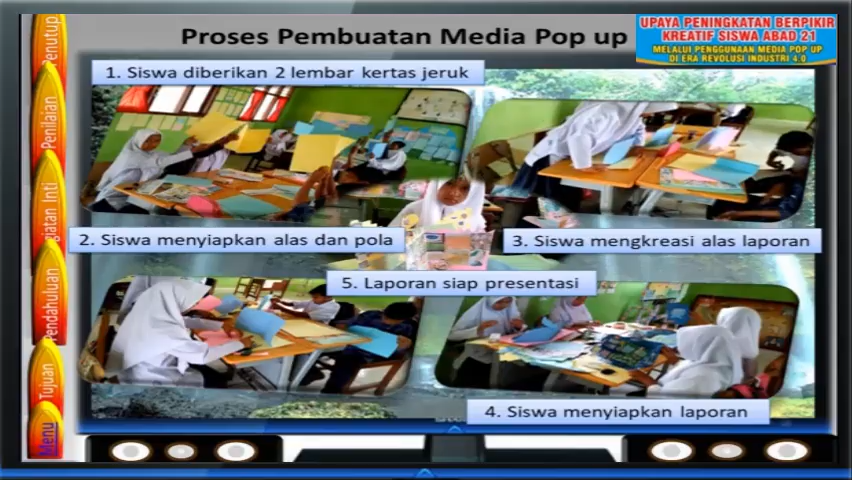 Proses Pembuatan Media Pop up
UPAYA PENINGKATAN BERPIKIR
KREATIF SISWA ABAD 21
MELALUI PENGGUNAAN MEDIA POP UP
DI ERA REVOLUSI INDUSTRI 4.0
1. Siswa diberikan 2 lembar kertas jeruk
2. Siswa menyiapkan alas dan pola
3. Siswa mengkreasi alas laporan
5. Laporan siap presentasi
4. Siswa menyiapkan laporan
Penutup
Penilaian
giatan Inti
Pendahuluan
Tujuan
Menu